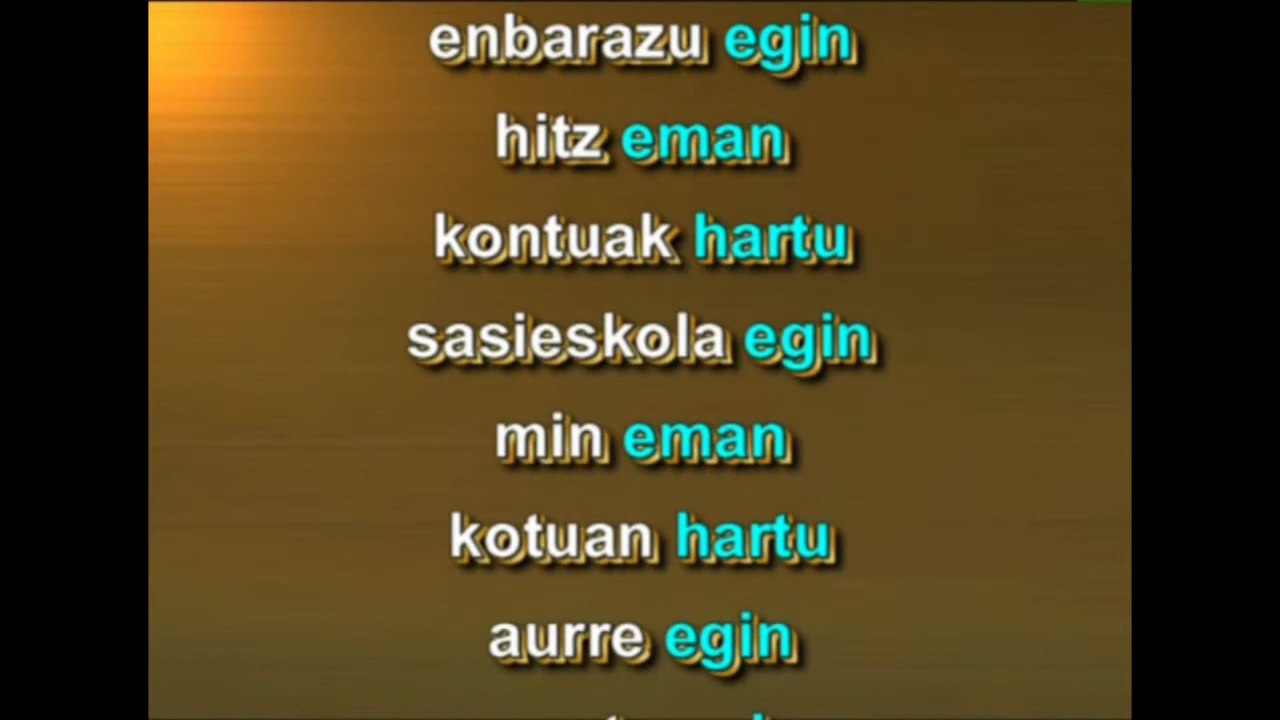 enbarazu egin
hitz eman
kontuak hartu
sasieskola egin
min eman
kotuan hartu
aurre egin